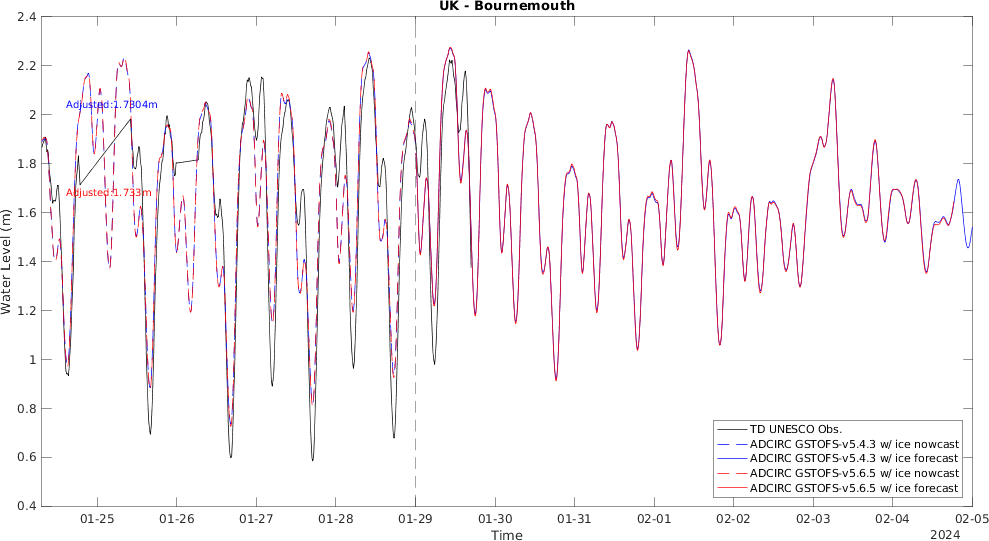 UK - Bournemouth
2.4
2.2
2
1.8
1.6
1.4
1.2
1
0.8
0.6
0.4
Water Level (m)
Adjusted:1.7304m
Adjusted:1.733m
TD UNESCO Obs.
ADCIRC GSTOFS-v5.4.3 w/ ice nowcast
ADCIRC GSTOFS-v5.4.3 w/ ice forecast
ADCIRC GSTOFS-v5.6.5 w/ ice nowcast
ADCIRC GSTOFS-v5.6.5 w/ ice forecast
01-25 01-26 01-27 01-28 01-29 01-30 01-31 02-01 02-02 02-03 02-04 02-05
Time
2024